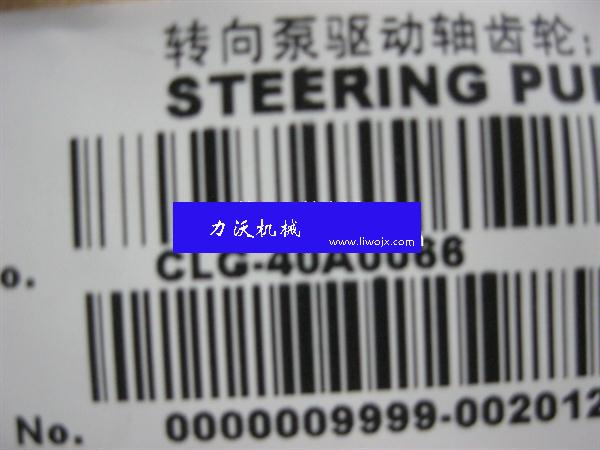 转向泵驱动轴齿轮;
STEERING PU
力沃机械
www.liwojx.com
o. CLG-40A0066
No. 0000009999-002012